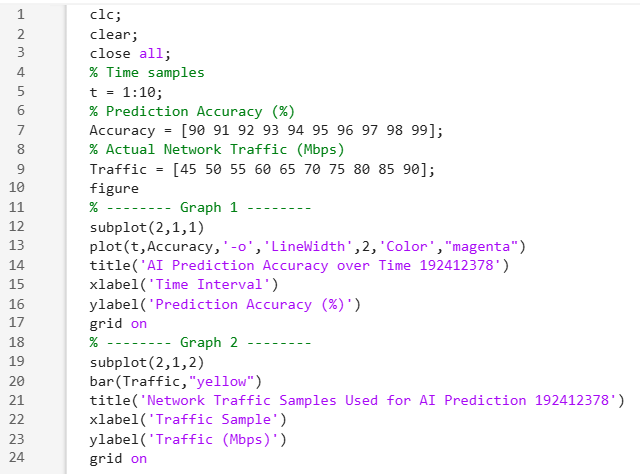 1 clc;
2 clear;
3 close all;
4 % Time samples
5 t = 1:10;
6 % Prediction Accuracy (%)
7 Accuracy = [90 91 92 93 94 95 96 97 98 99];
8 % Actual Network Traffic (Mbps)
9 Traffic = [45 50 55 60 65 70 75 80 85 90];
10 figure
11 % -------- Graph 1 --------
12 subplot(2,1,1)
13 plot(t,Accuracy,'-o','LineWidth',2,'Color',"magenta")
14 title('AI Prediction Accuracy over Time 192412378')
15 xlabel('Time Interval')
16 ylabel('Prediction Accuracy (%)')
17 grid on
18 % -------- Graph 2 --------
19 subplot(2,1,2)
20 bar(Traffic,"yellow")
21 title('Network Traffic Samples Used for AI Prediction 192412378')
22 xlabel('Traffic Sample')
23 ylabel('Traffic (Mbps)')
24 grid on